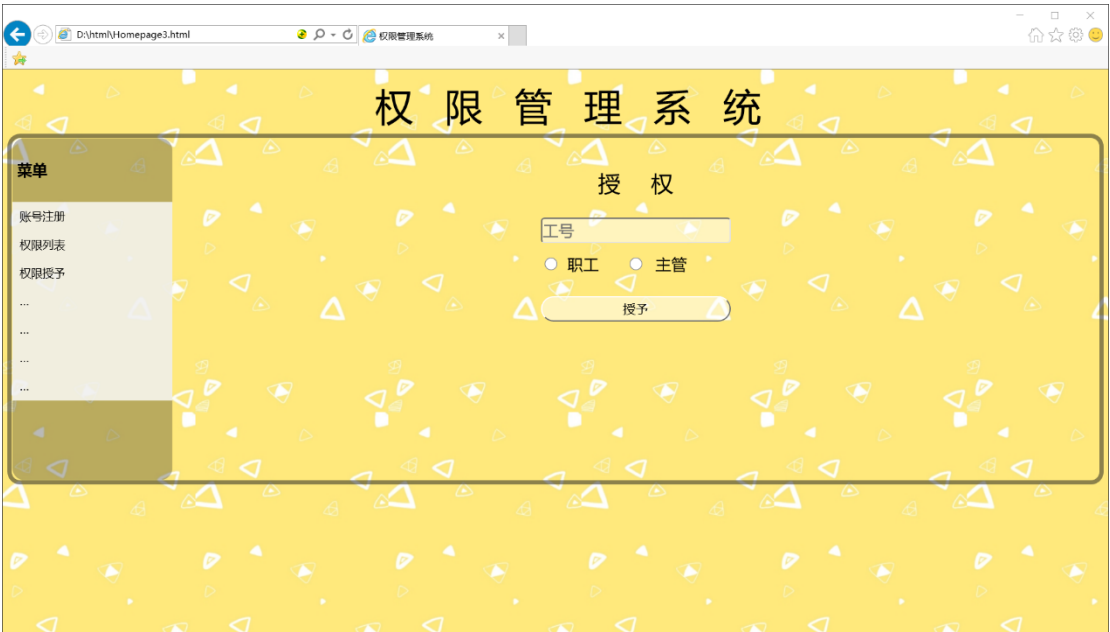 D:\html\Homepage3.html
权限管理系统
权限管理系统
菜单
账号注册
权限列表
权限授予
...
...
...
...
授 权
工号
职工 主管
授予